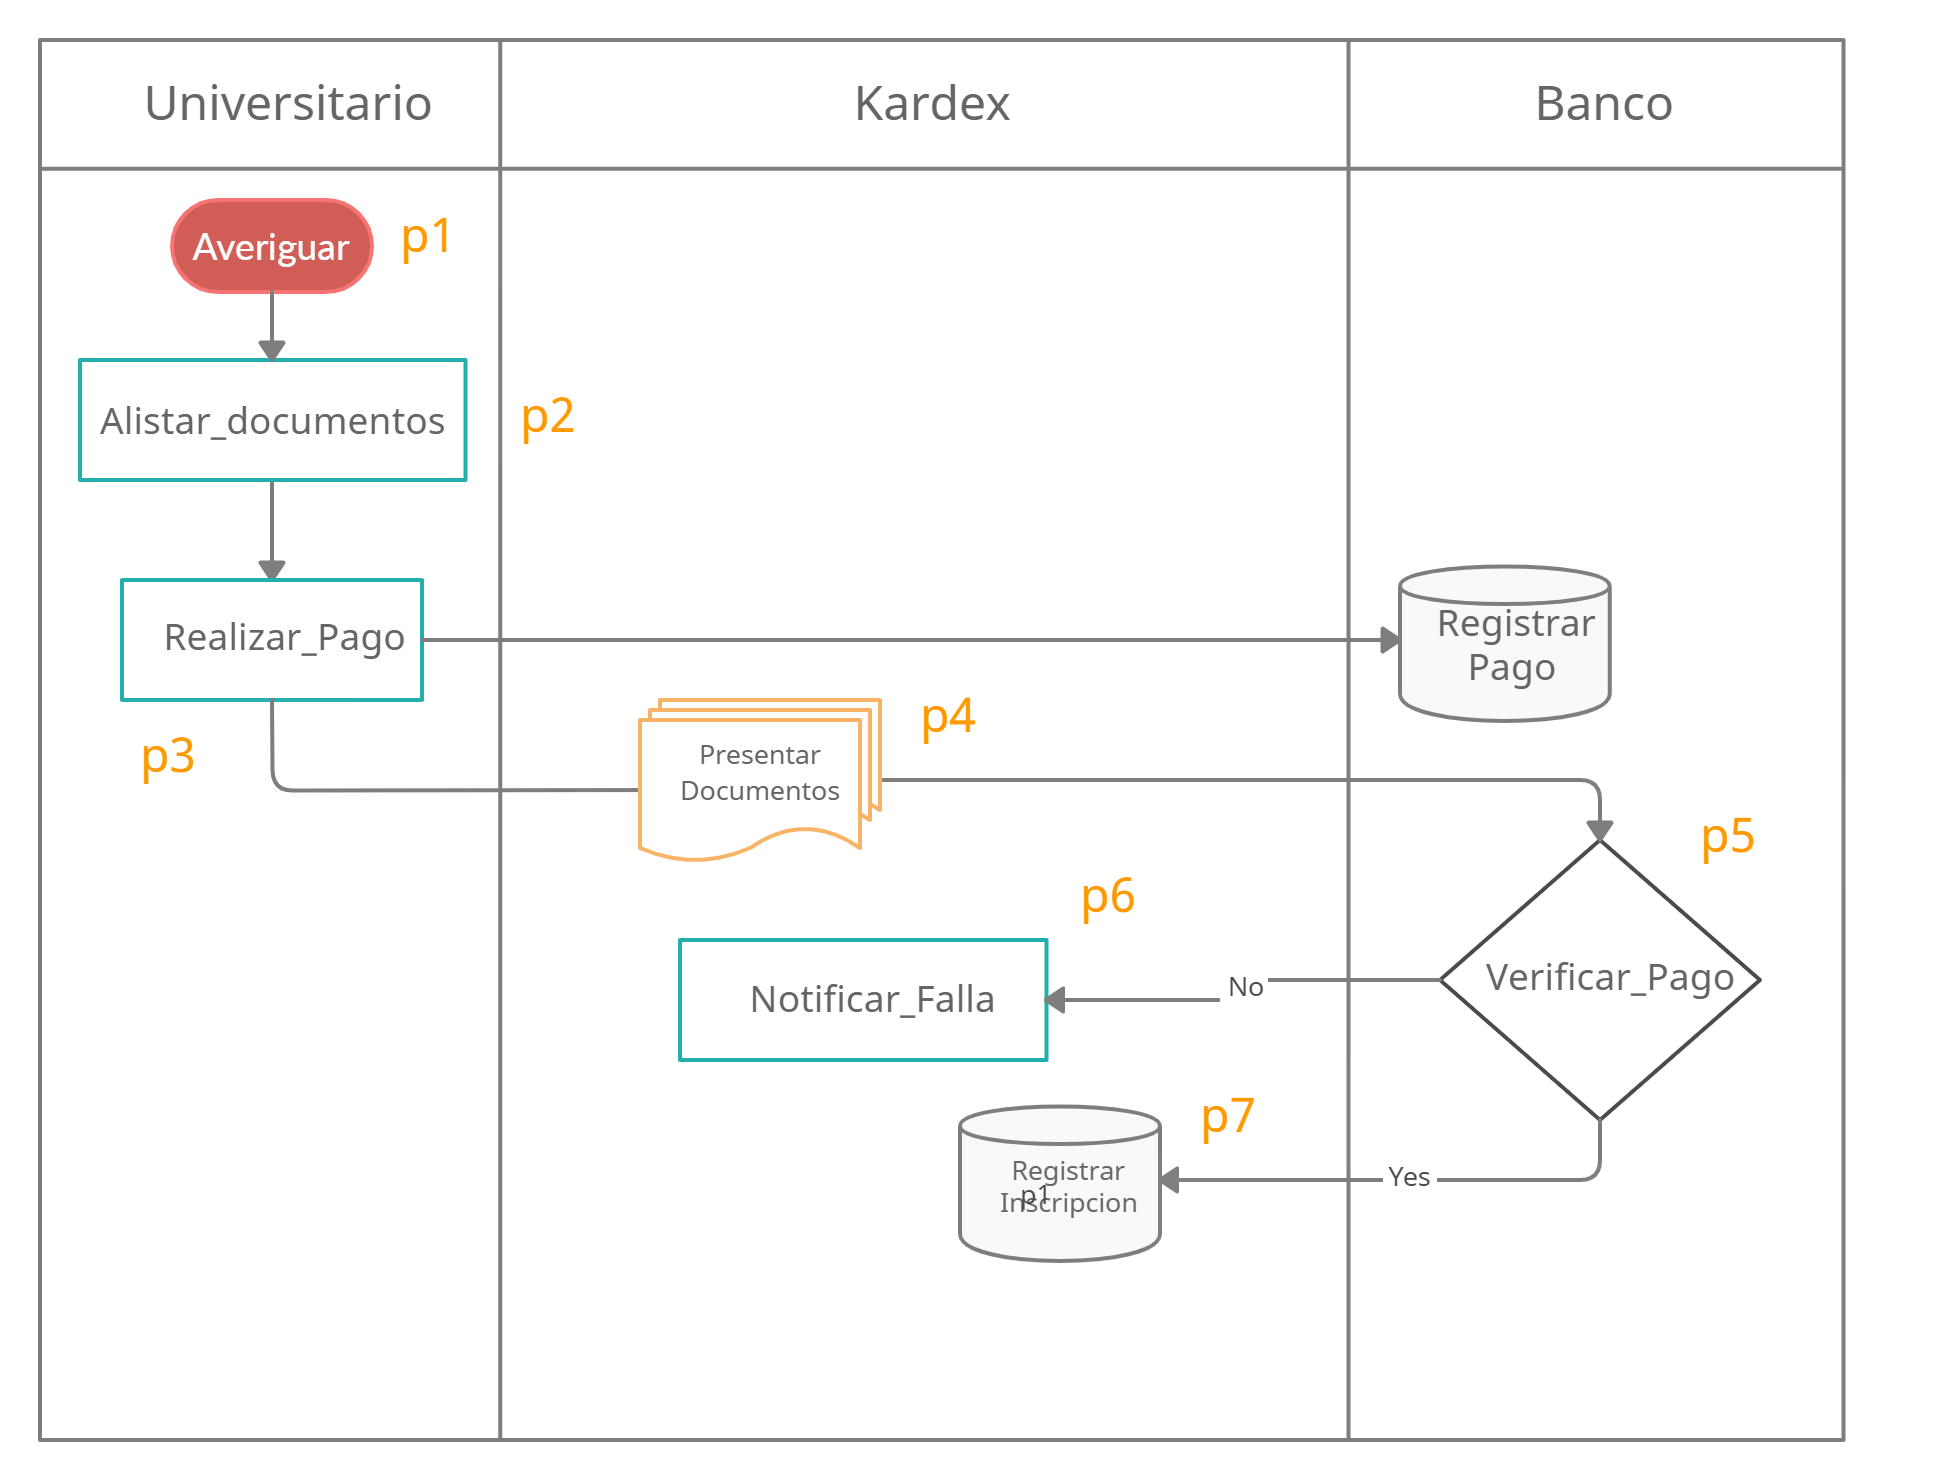 Universitario
Kardex
Banco
Averiguar
p1
Alistar_documentos
p2
Realizar_Pago
Registrar
Pago
p3
Presentar
Documentos
p4
p5
Verificar_Pago
p6
No
Notificar_Falla
p7
Yes
Registrar
p1
Inscripcion